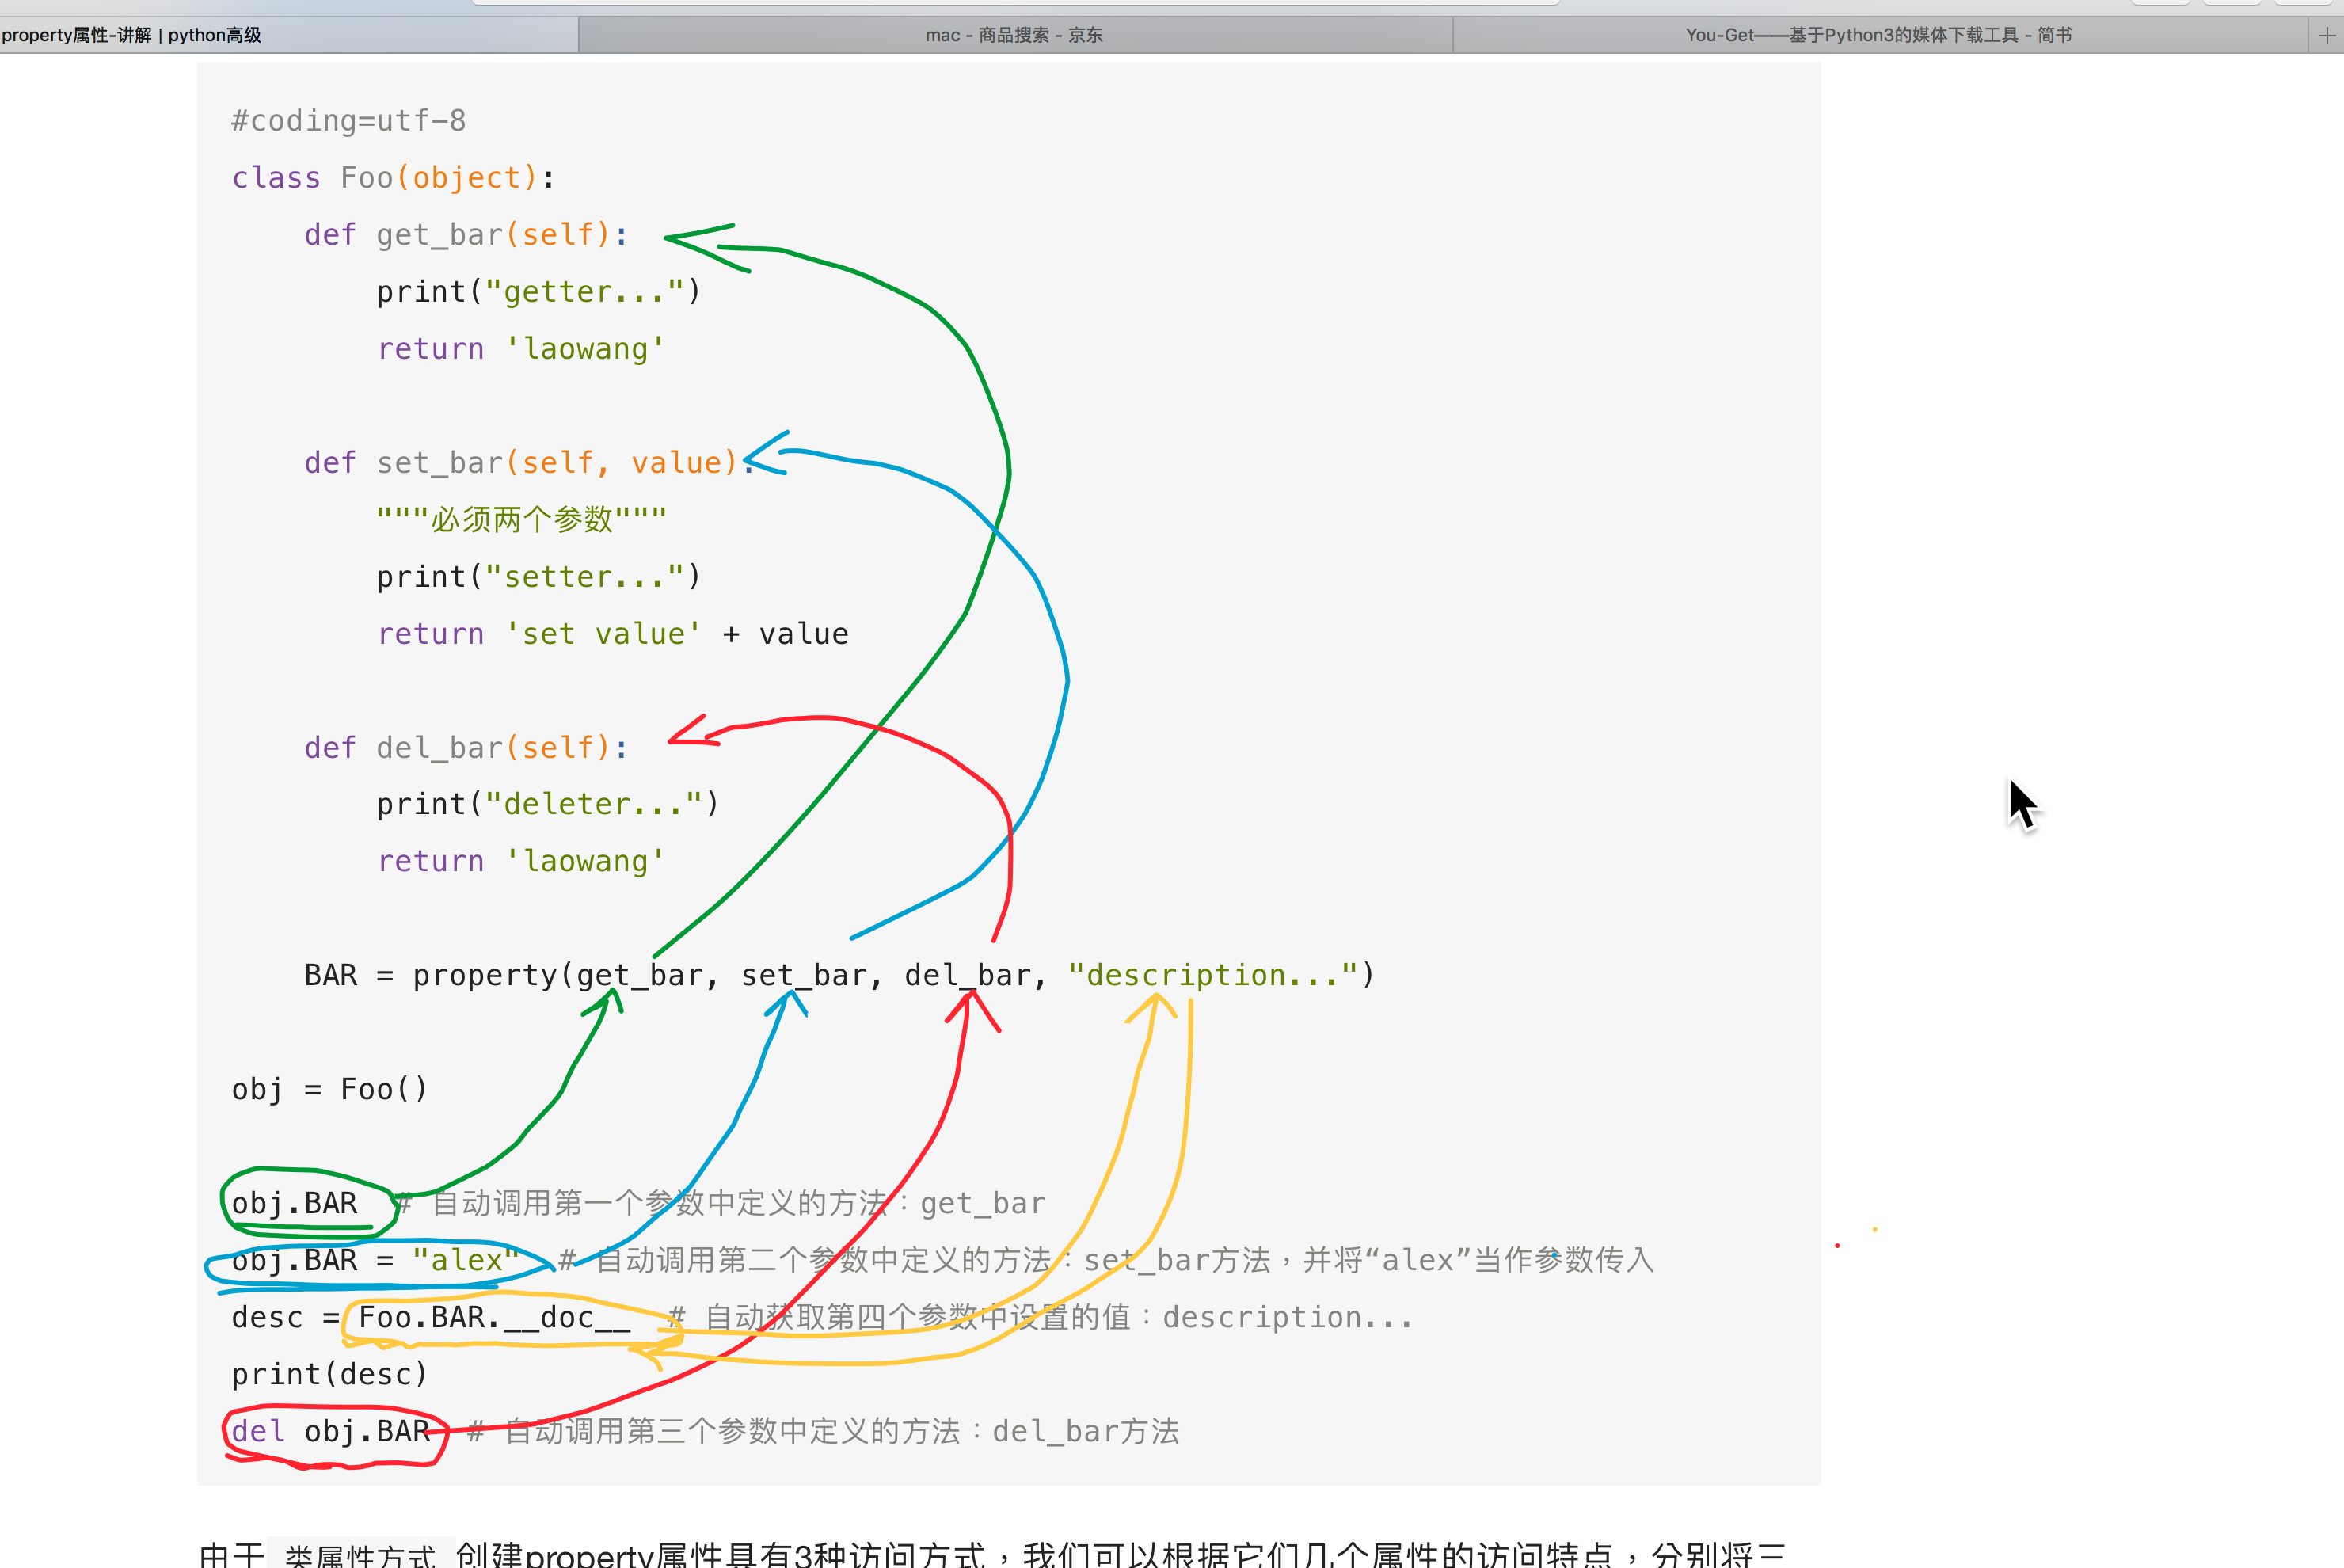 property属性-讲解 | python高级
mac - 商品搜索 - 京东
You-Get——基于Python3的媒体下载工具 - 简书
#coding=utf-8
class Foo(object):
    def get_bar(self):
        print("getter...")
        return 'laowang'
    def set_bar(self, value):
        """必须两个参数"""
        print("setter...")
        return 'set value' + value
    def del_bar(self):
        print("deleter...")
        return 'laowang'
    BAR = property(get_bar, set_bar, del_bar, "description...")
obj = Foo()
obj.BAR  # 自动调用第一个参数中定义的方法：get_bar
obj.BAR = "alex"  # 自动调用第二个参数中定义的方法：set_bar方法，并将“alex”当作参数传入
desc = Foo.BAR.__doc__  # 自动获取第四个参数中设置的值：description...
print(desc)
del obj.BAR  # 自动调用第三个参数中定义的方法：del_bar方法
由于 类属性方式 创建property属性具有3种访问方式，我们可以根据它们几个属性的访问特点，分别将三